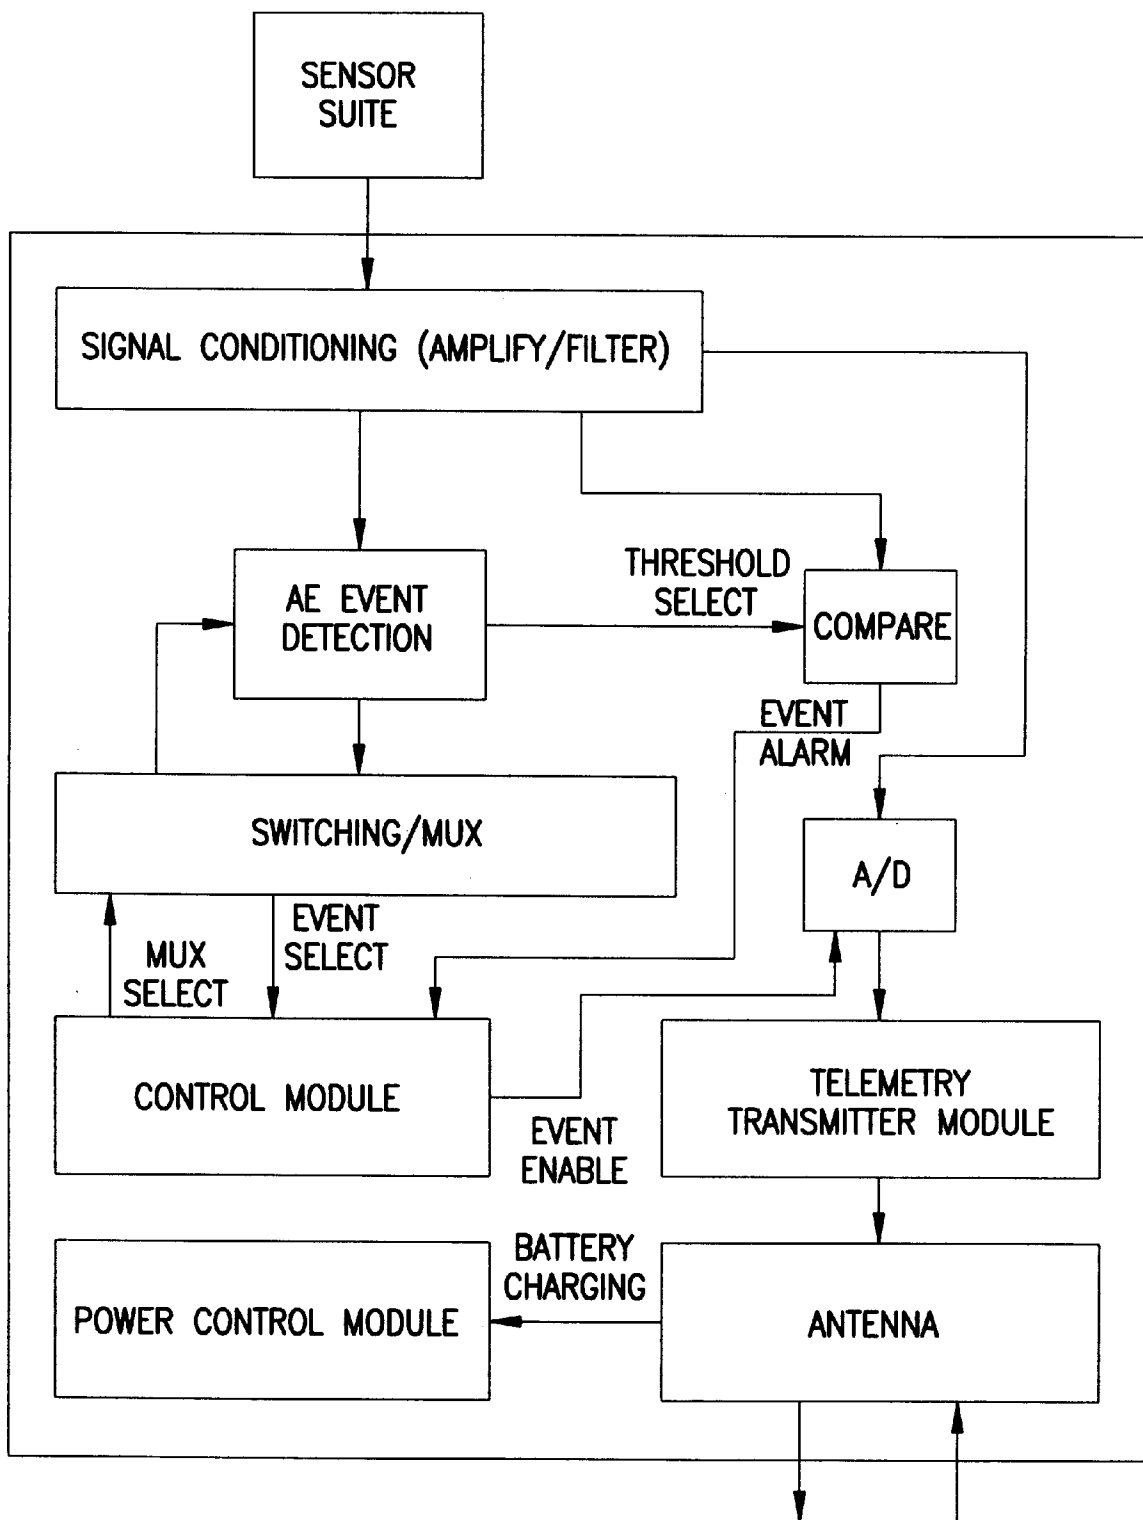 SENSOR
SUITE
SIGNAL CONDITIONING (AMPLIFY/FILTER)
AE EVENT
DETECTION
THRESHOLD
SELECT
COMPARE
EVENT
ALARM
SWITCHING/MUX
A/D
EVENT
SELECT
MUX
SELECT
CONTROL MODULE
TELEMETRY
TRANSMITTER MODULE
EVENT
ENABLE
BATTERY
CHARGING
POWER CONTROL MODULE
ANTENNA